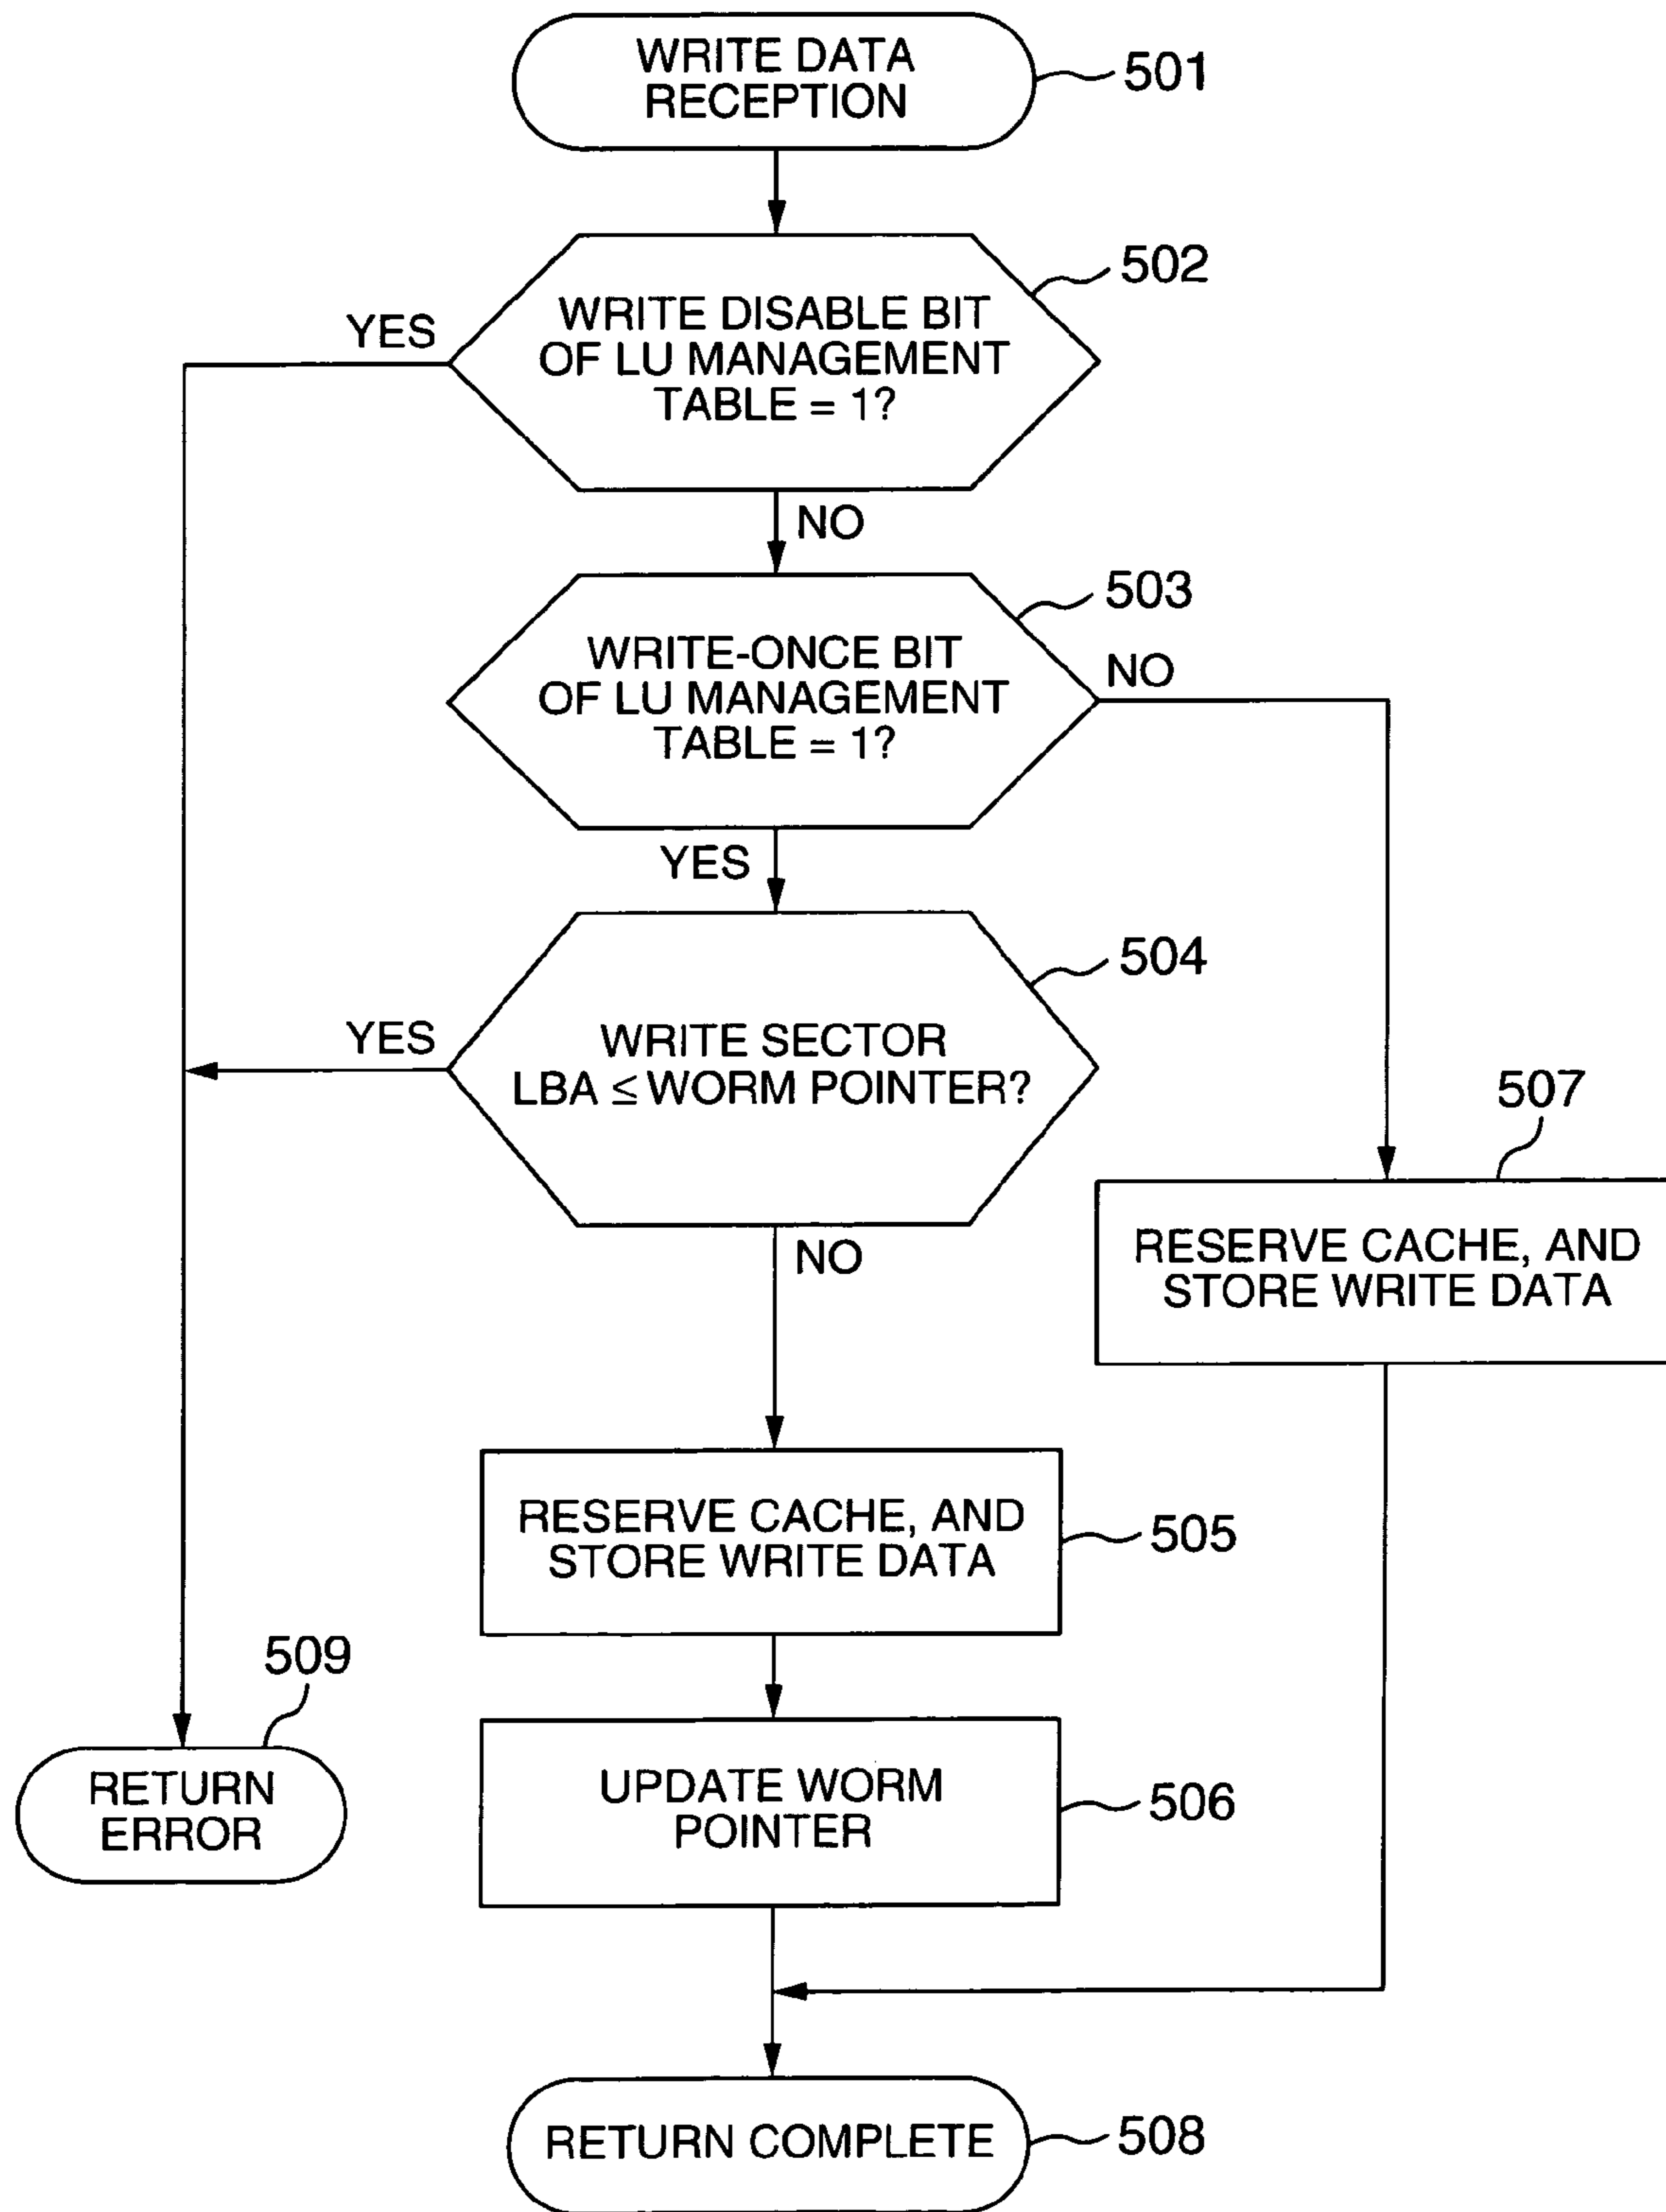 WRITE DATA
RECEPTION
501
502
WRITE DISABLE BIT
OF LU MANAGEMENT
TABLE = 1?
YES
NO
503
WRITE-ONCE BIT
OF LU MANAGEMENT
TABLE = 1?
NO
YES
504
WRITE SECTOR
LBA ≤ WORM POINTER?
YES
NO
507
RESERVE CACHE, AND
STORE WRITE DATA
RESERVE CACHE, AND
STORE WRITE DATA
505
509
RETURN
ERROR
UPDATE WORM
POINTER
506
RETURN COMPLETE
508